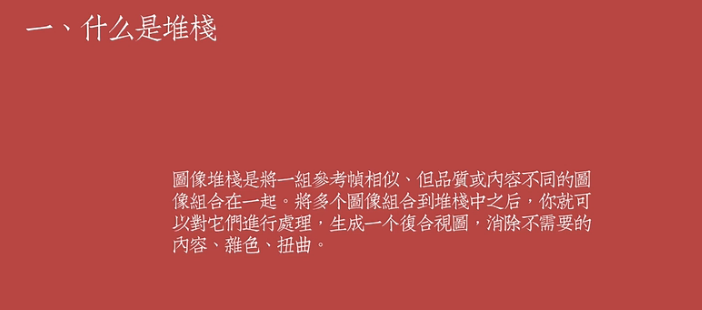 一、什么是堆棧
圖像堆棧是將一組參考幀相似、但品質或內容不同的圖
像組合在一起。將多个圖像組合到堆棧中之后，你就可
以對它們進行處理，生成一个復合視圖，消除不需要的
內容、雜色、扭曲。